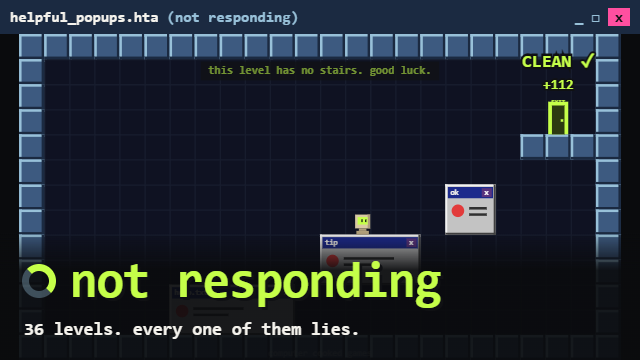 helpful_popups.hta (not responding)
_ □ x
CLEAN ✓
this level has no stairs. good luck.
+112
ok x
tip x
not responding
36 levels. every one of them lies.